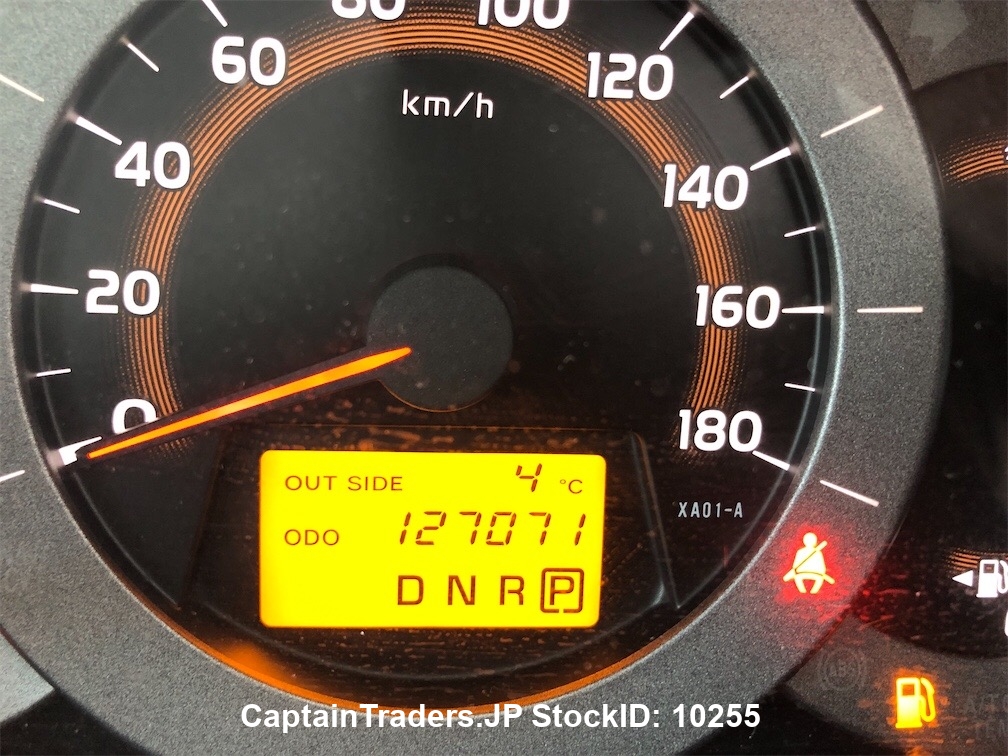 80 100
60 120
km/h
40 140
20 160
0 180
OUT SIDE 4 °C
ODO 127071
D N R P
XA01-A
CaptainTraders.JP StockID: 10255